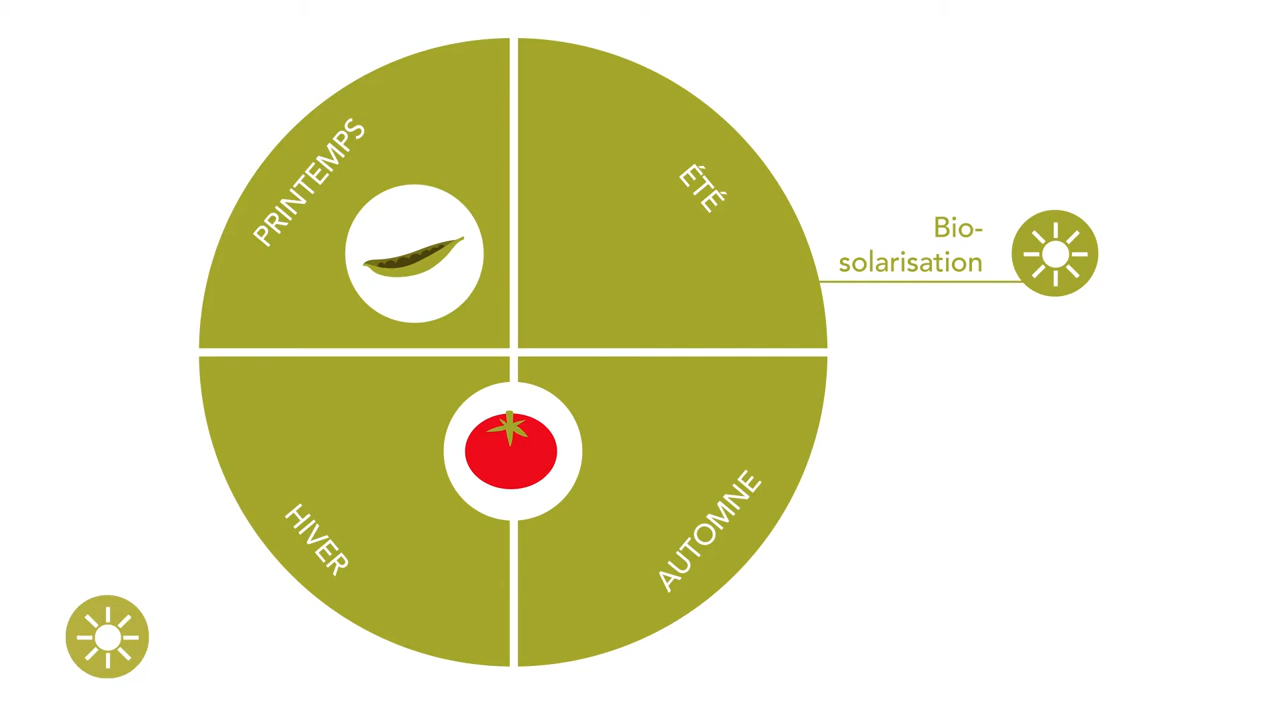 PRINTEMPS
ÉTÉ
Bio-
solarisation
HIVER
AUTOMNE